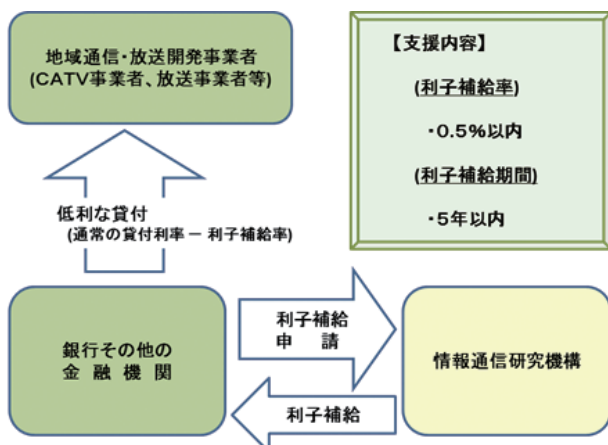 地域通信・放送開発事業者
(CATV事業者、放送事業者等)
【支援内容】
(利子補給率)
・0.5%以内
(利子補給期間)
・5年以内
低利な貸付
(通常の貸付利率 － 利子補給率)
銀行その他の
金融機関
利子補給
申請
利子補給
情報通信研究機構